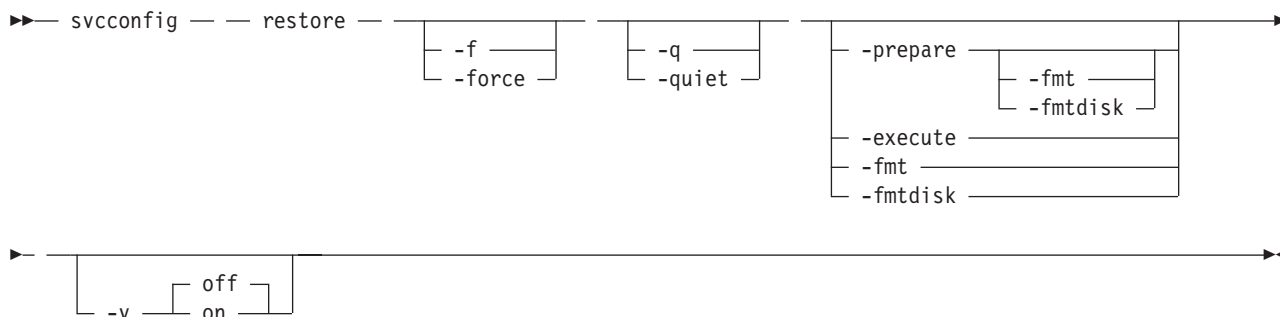 svcconfig restore
-f
-force
-q
-quiet
-prepare
-fmt
-fmtdisk
-execute
-fmt
-fmtdisk
off
-v on